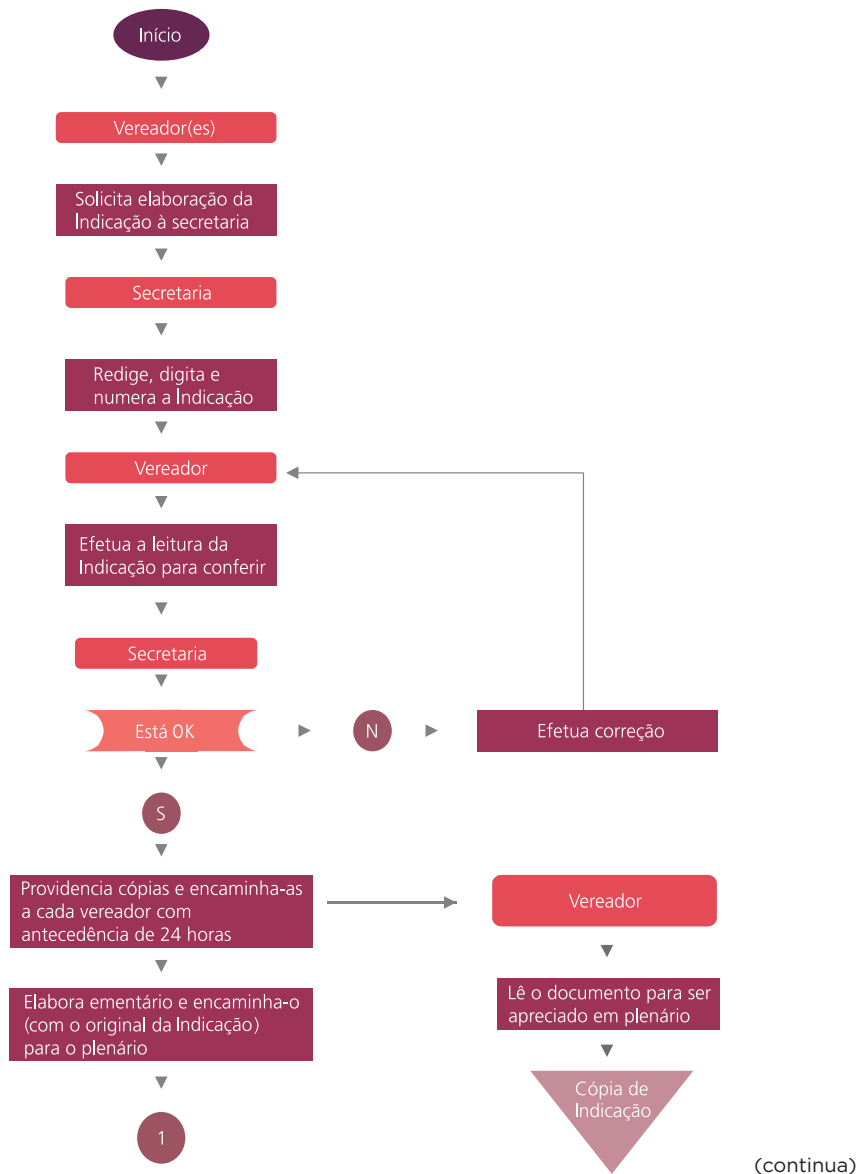 Início
Vereador(es)
Solicita elaboração da
Indicação à secretaria
Secretaria
Redige, digita e
numera a Indicação
Vereador
Efetua a leitura da
Indicação para conferir
Secretaria
Está OK
N
Efetua correção
S
Providencia cópias e encaminha-as
a cada vereador com
antecedência de 24 horas
Vereador
Elabora ementário e encaminha-o
(com o original da Indicação)
para o plenário
Lê o documento para ser
apreciado em plenário
Cópia de
Indicação
1
(continua)